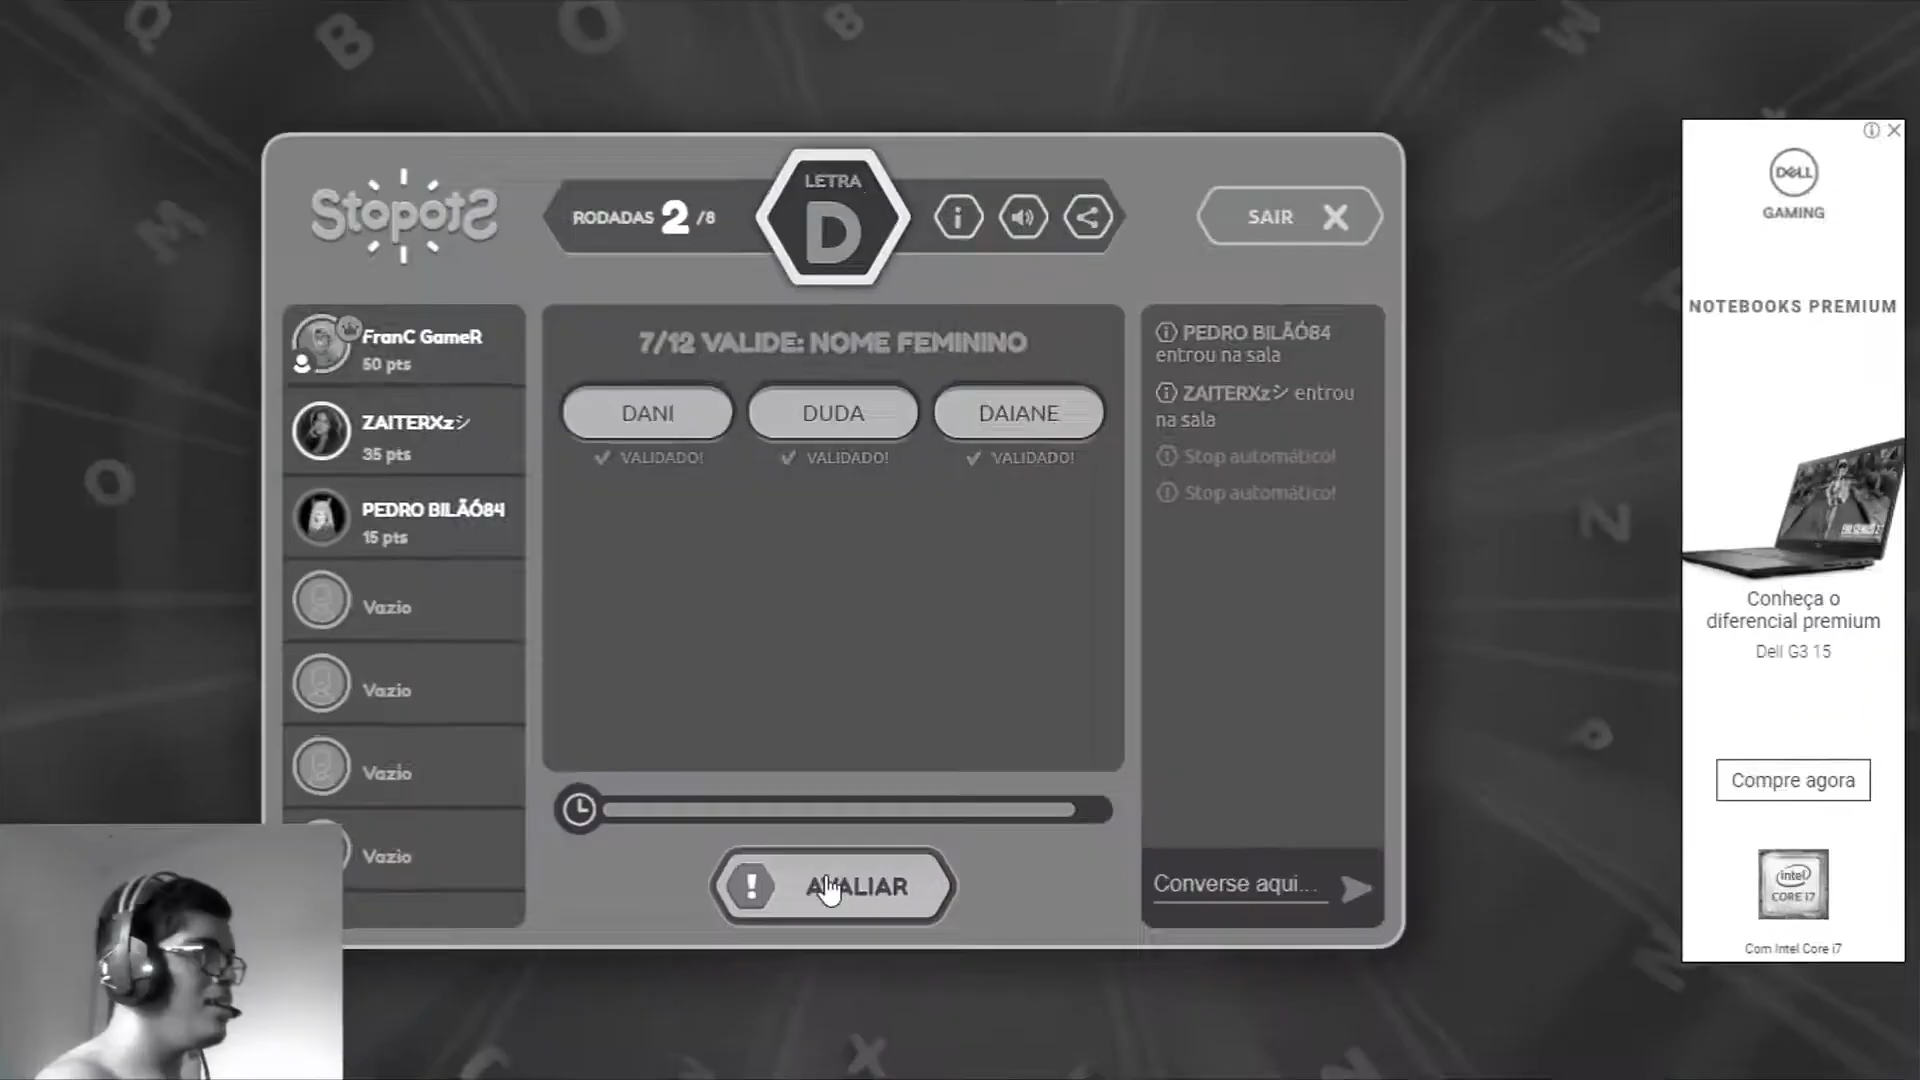 StopotS
RODADAS 2 /8
LETRA
D
SAIR
FranC GameR
50 pts
ZAITERXzシ
35 pts
PEDRO BILÃÓ84
15 pts
Vazio
Vazio
Vazio
Vazio
7/12 VALIDE: NOME FEMININO
DANI
DUDA
DAIANE
VALIDADO!
VALIDADO!
VALIDADO!
AVALIAR
PEDRO BILÃÓ84
entrou na sala
ZAITERXzシ entrou
na sala
Stop automático!
Stop automático!
Converse aqui...
DELL
GAMING
NOTEBOOKS PREMIUM
Conheça o
diferencial premium
Dell G3 15
Compre agora
intel
CORE i7
Com Intel Core i7